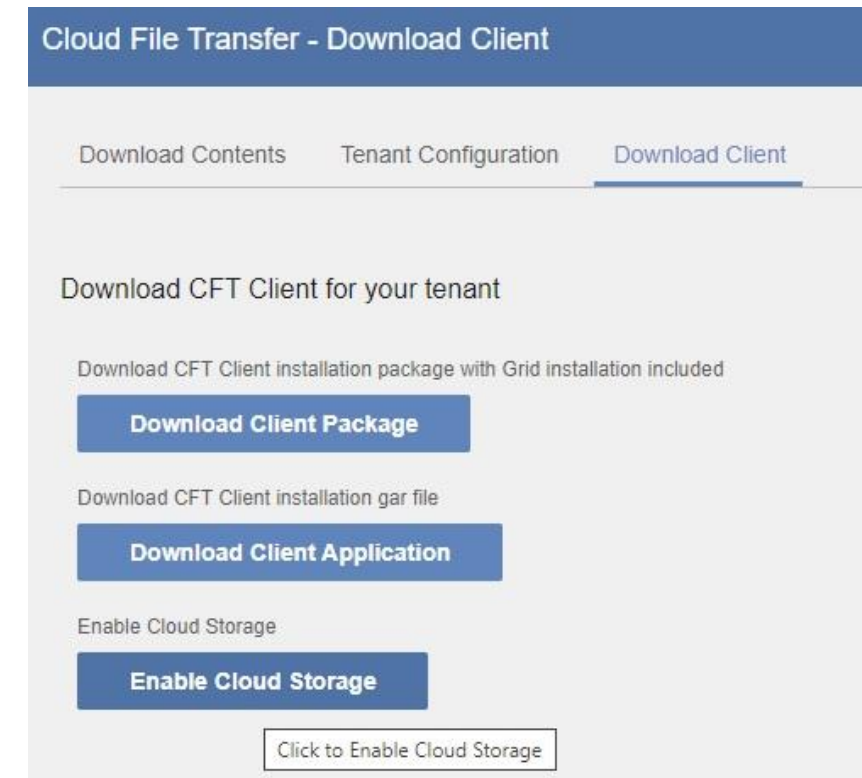 Cloud File Transfer - Download Client
Download Contents Tenant Configuration Download Client
Download CFT Client for your tenant
Download CFT Client installation package with Grid installation included
Download Client Package
Download CFT Client installation gar file
Download Client Application
Enable Cloud Storage
Enable Cloud Storage
Click to Enable Cloud Storage